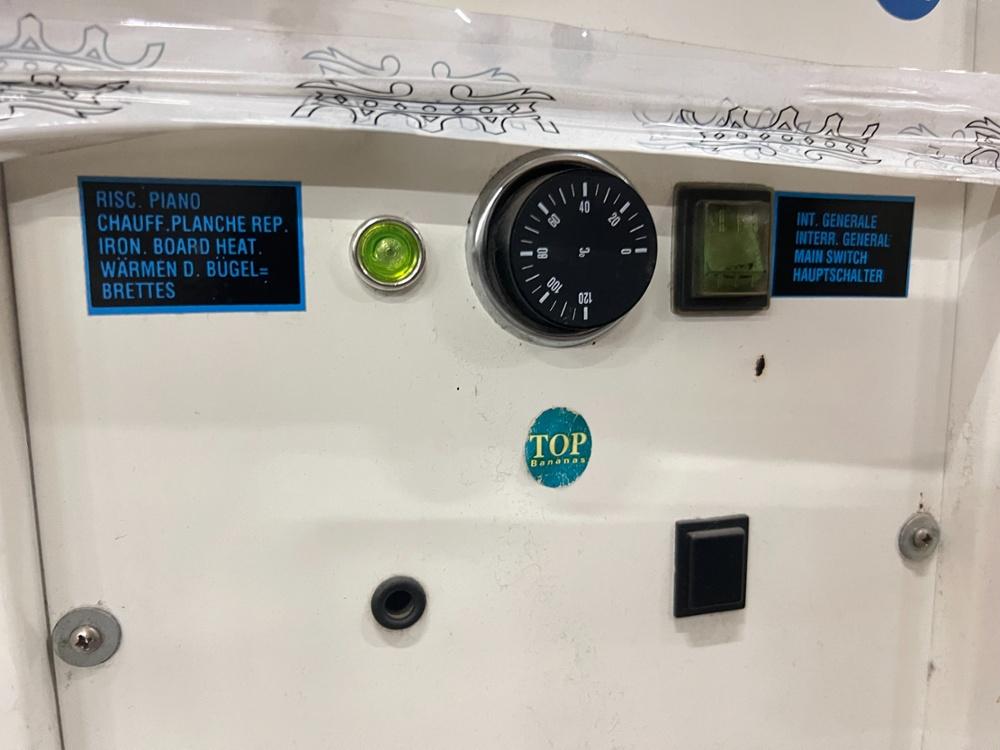 RISC. PIANO
CHAUFF.PLANCHE REP.
IRON. BOARD HEAT.
WÄRMEN D. BÜGEL=
BRETTES
0
20
40
60
80
100
120
°C
INT. GENERALE
INTERR. GENERAL
MAIN SWITCH
HAUPTSCHALTER
TOP
Bananas